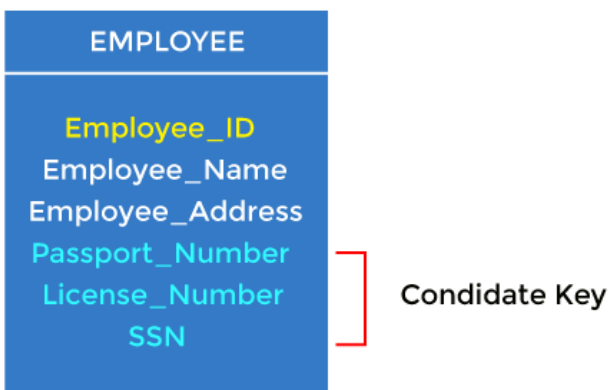 EMPLOYEE
Employee_ID
Employee_Name
Employee_Address
Passport_Number
License_Number
SSN
Condidate Key